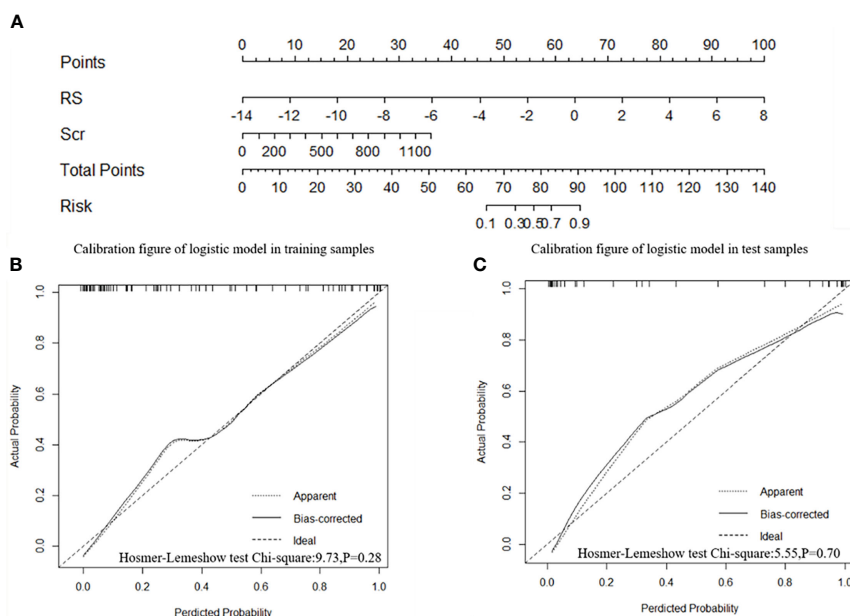 A
0 10 20 30 40 50 60 70 80 90 100
Points
RS
-14 -12 -10 -8 -6 -4 -2 0 2 4 6 8
Scr
0 200 500 800 1100
Total Points
0 10 20 30 40 50 60 70 80 90 100 110 120 130 140
Risk
0.1 0.3 0.5 0.7 0.9
Calibration figure of logistic model in training samples
B
Actual Probability
1.0
0.8
0.6
0.4
0.2
0.0
Apparent
Bias-corrected
Ideal
Hosmer-Lemeshow test Chi-square:9.73,P=0.28
0.0 0.2 0.4 0.6 0.8 1.0
Perdicted Probability
Calibration figure of logistic model in test samples
C
Actual Probability
1.0
0.8
0.6
0.4
0.2
0.0
Apparent
Bias-corrected
Ideal
Hosmer-Lemeshow test Chi-square:5.55,P=0.70
0.0 0.2 0.4 0.6 0.8 1.0
Perdicted Probability